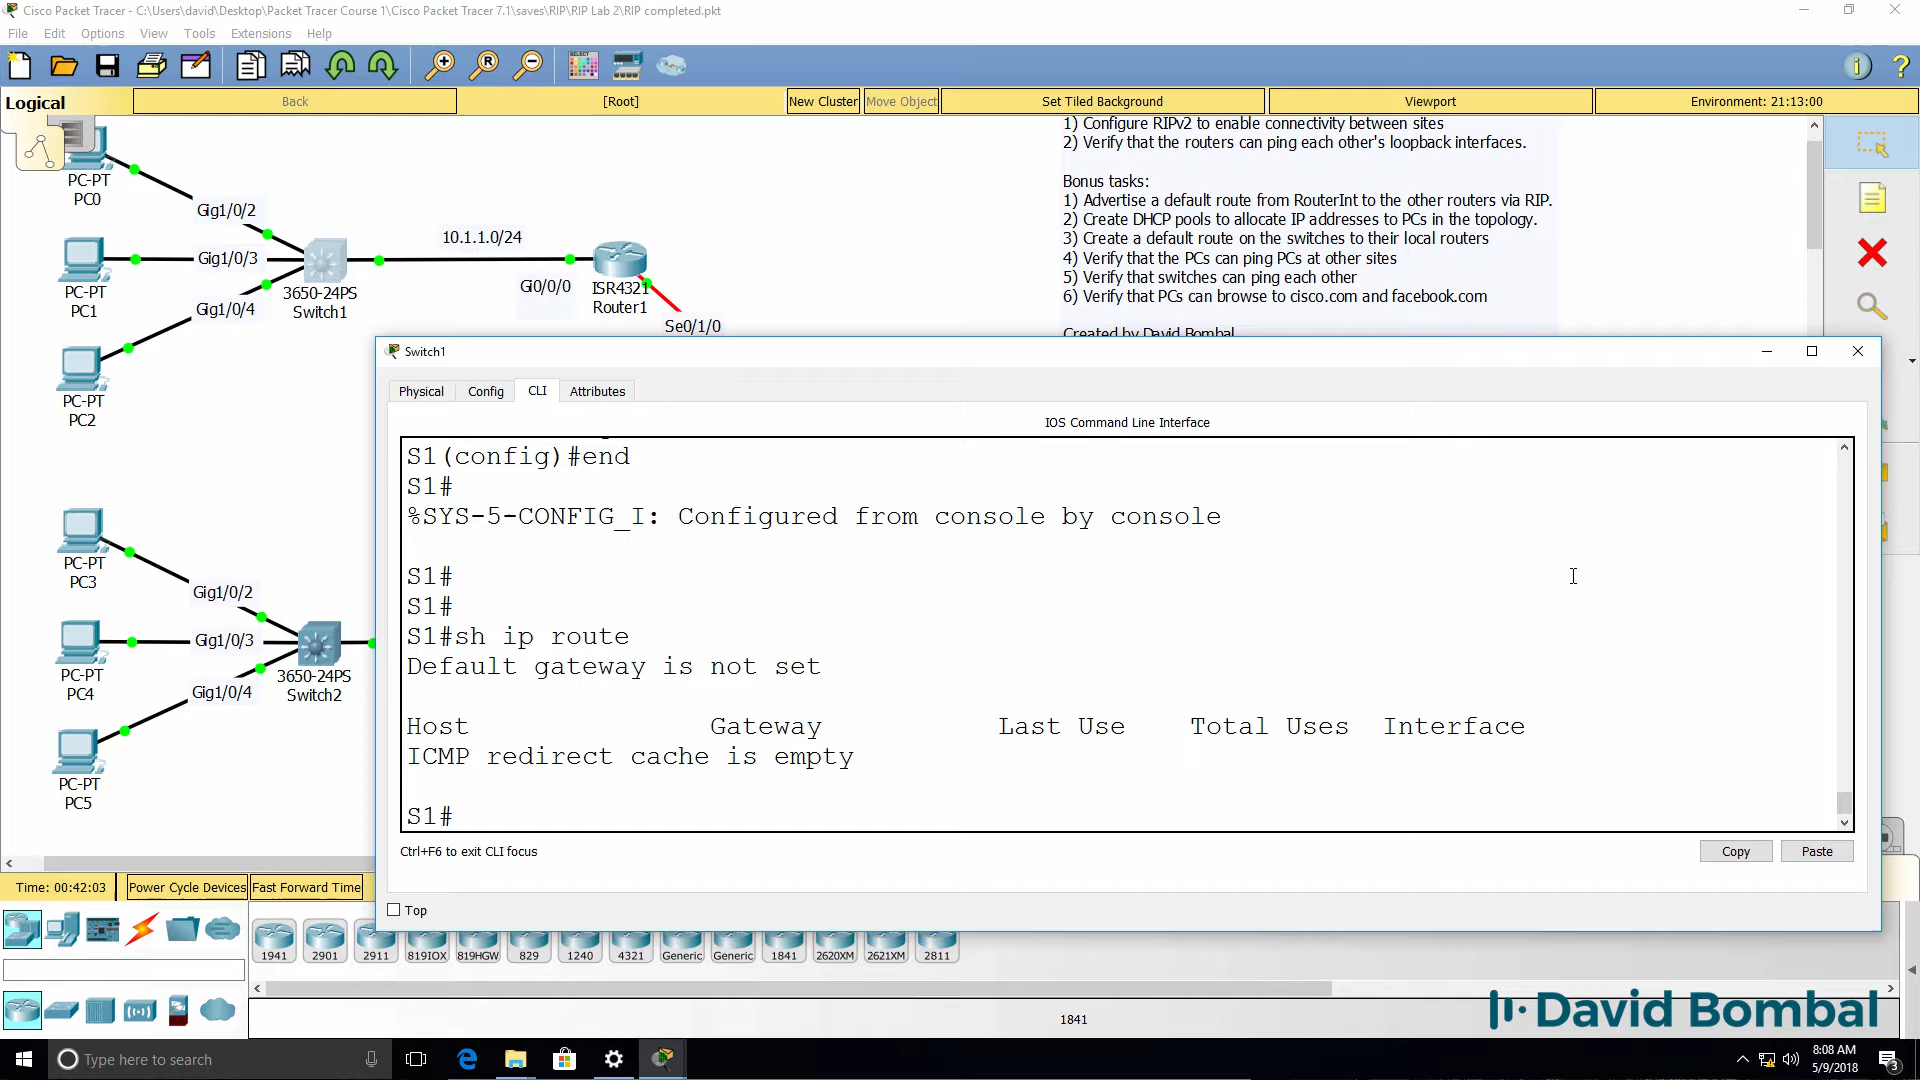 Cisco Packet Tracer - C:\Users\david\Desktop\Packet Tracer Course 1\Cisco Packet Tracer 7.1\saves\RIP\RIP Lab 2\RIP completed.pkt
File Edit Options View Tools Extensions Help
Logical
Back
[Root]
New Cluster
Move Object
Set Tiled Background
Viewport
Environment: 21:13:00
1) Configure RIPv2 to enable connectivity between sites
2) Verify that the routers can ping each other's loopback interfaces.
Bonus tasks:
1) Advertise a default route from RouterInt to the other routers via RIP.
2) Create DHCP pools to allocate IP addresses to PCs in the topology.
3) Create a default route on the switches to their local routers
4) Verify that the PCs can ping PCs at other sites
5) Verify that switches can ping each other
6) Verify that PCs can browse to cisco.com and facebook.com
Created by David Bombal
PC-PT
PC0
Gig1/0/2
PC-PT
PC1
Gig1/0/3
PC-PT
PC2
Gig1/0/4
3650-24PS
Switch1
10.1.1.0/24
Gi0/0/0
ISR4321
Router1
Se0/1/0
PC-PT
PC3
Gig1/0/2
PC-PT
PC4
Gig1/0/3
PC-PT
PC5
Gig1/0/4
3650-24PS
Switch2
Switch1
Physical
Config
CLI
Attributes
IOS Command Line Interface
S1(config)#end
S1#
%SYS-5-CONFIG_I: Configured from console by console
S1#
S1#
S1#sh ip route
Default gateway is not set
Host Gateway Last Use Total Uses Interface
ICMP redirect cache is empty
S1#
Ctrl+F6 to exit CLI focus
Copy
Paste
Top
Time: 00:42:03
Power Cycle Devices
Fast Forward Time
1941
2901
2911
819IOX
819HGW
829
1240
4321
Generic
Generic
1841
2620XM
2621XM
2811
1841
David Bombal
Type here to search
8:08 AM
5/9/2018
3